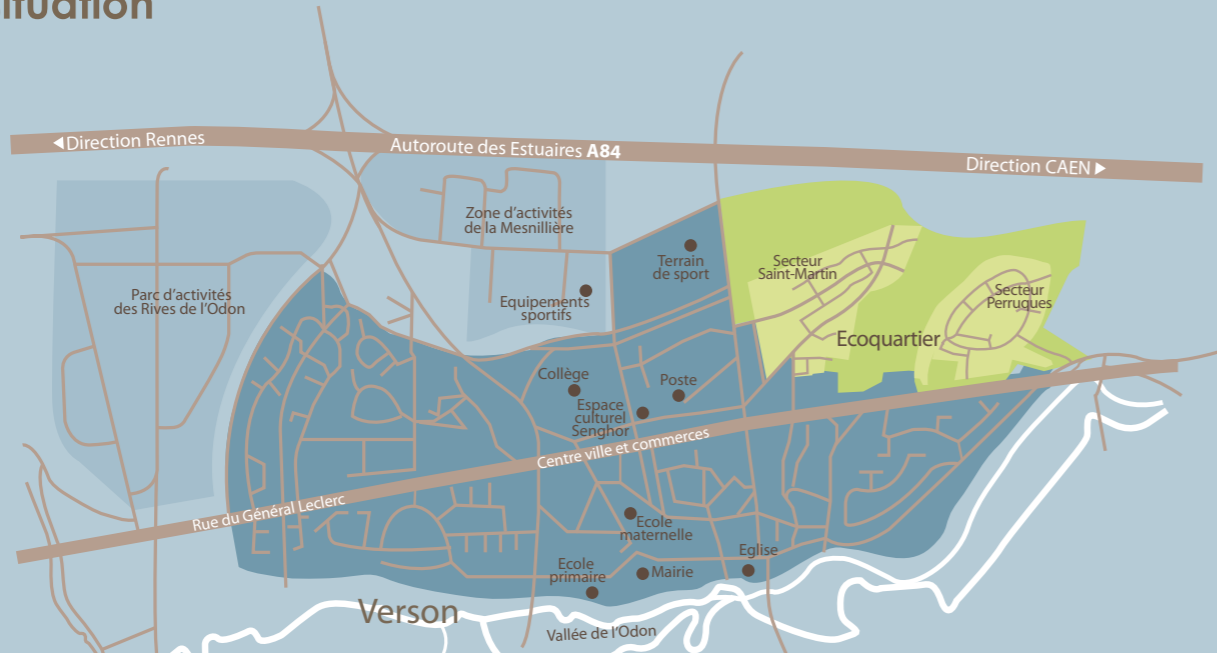 ituation
◄Direction Rennes
Autoroute des Estuaires A84
Direction CAEN►
Zone d'activités
de la Mesnillière
Terrain
de sport
Secteur
Saint-Martin
Secteur
Perruques
Parc d'activités
des Rives de l'Odon
Equipements
sportifs
Ecoquartier
Collège
Poste
Espace
culturel
Senghor
Centre ville et commerces
Rue du Général Leclerc
Ecole
maternelle
Eglise
Ecole
primaire
Mairie
Verson
Vallée de l'Odon